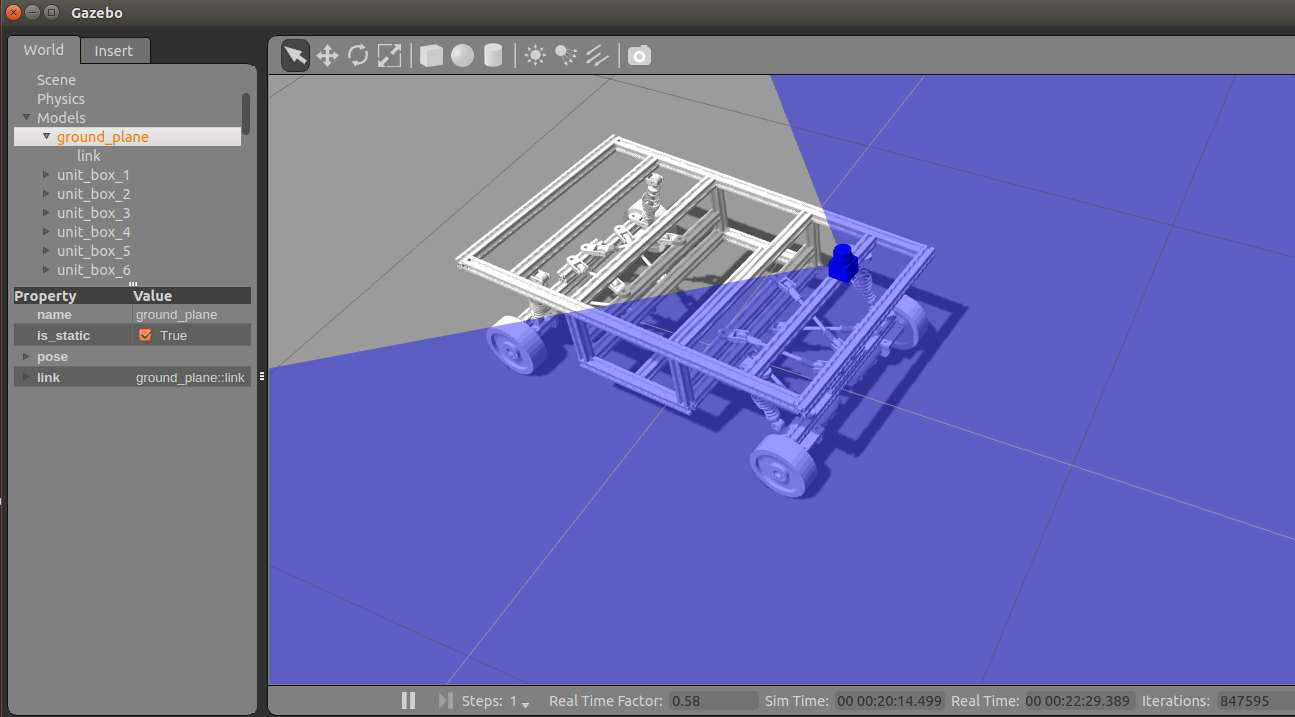 Gazebo
World Insert
Scene
Physics
Models
ground_plane
link
unit_box_1
unit_box_2
unit_box_3
unit_box_4
unit_box_5
unit_box_6
Property Value
name ground_plane
is_static True
pose
link ground_plane::link
Steps: 1 Real Time Factor: 0.58 Sim Time: 00 00:20:14.499 Real Time: 00 00:22:29.389 Iterations: 847595